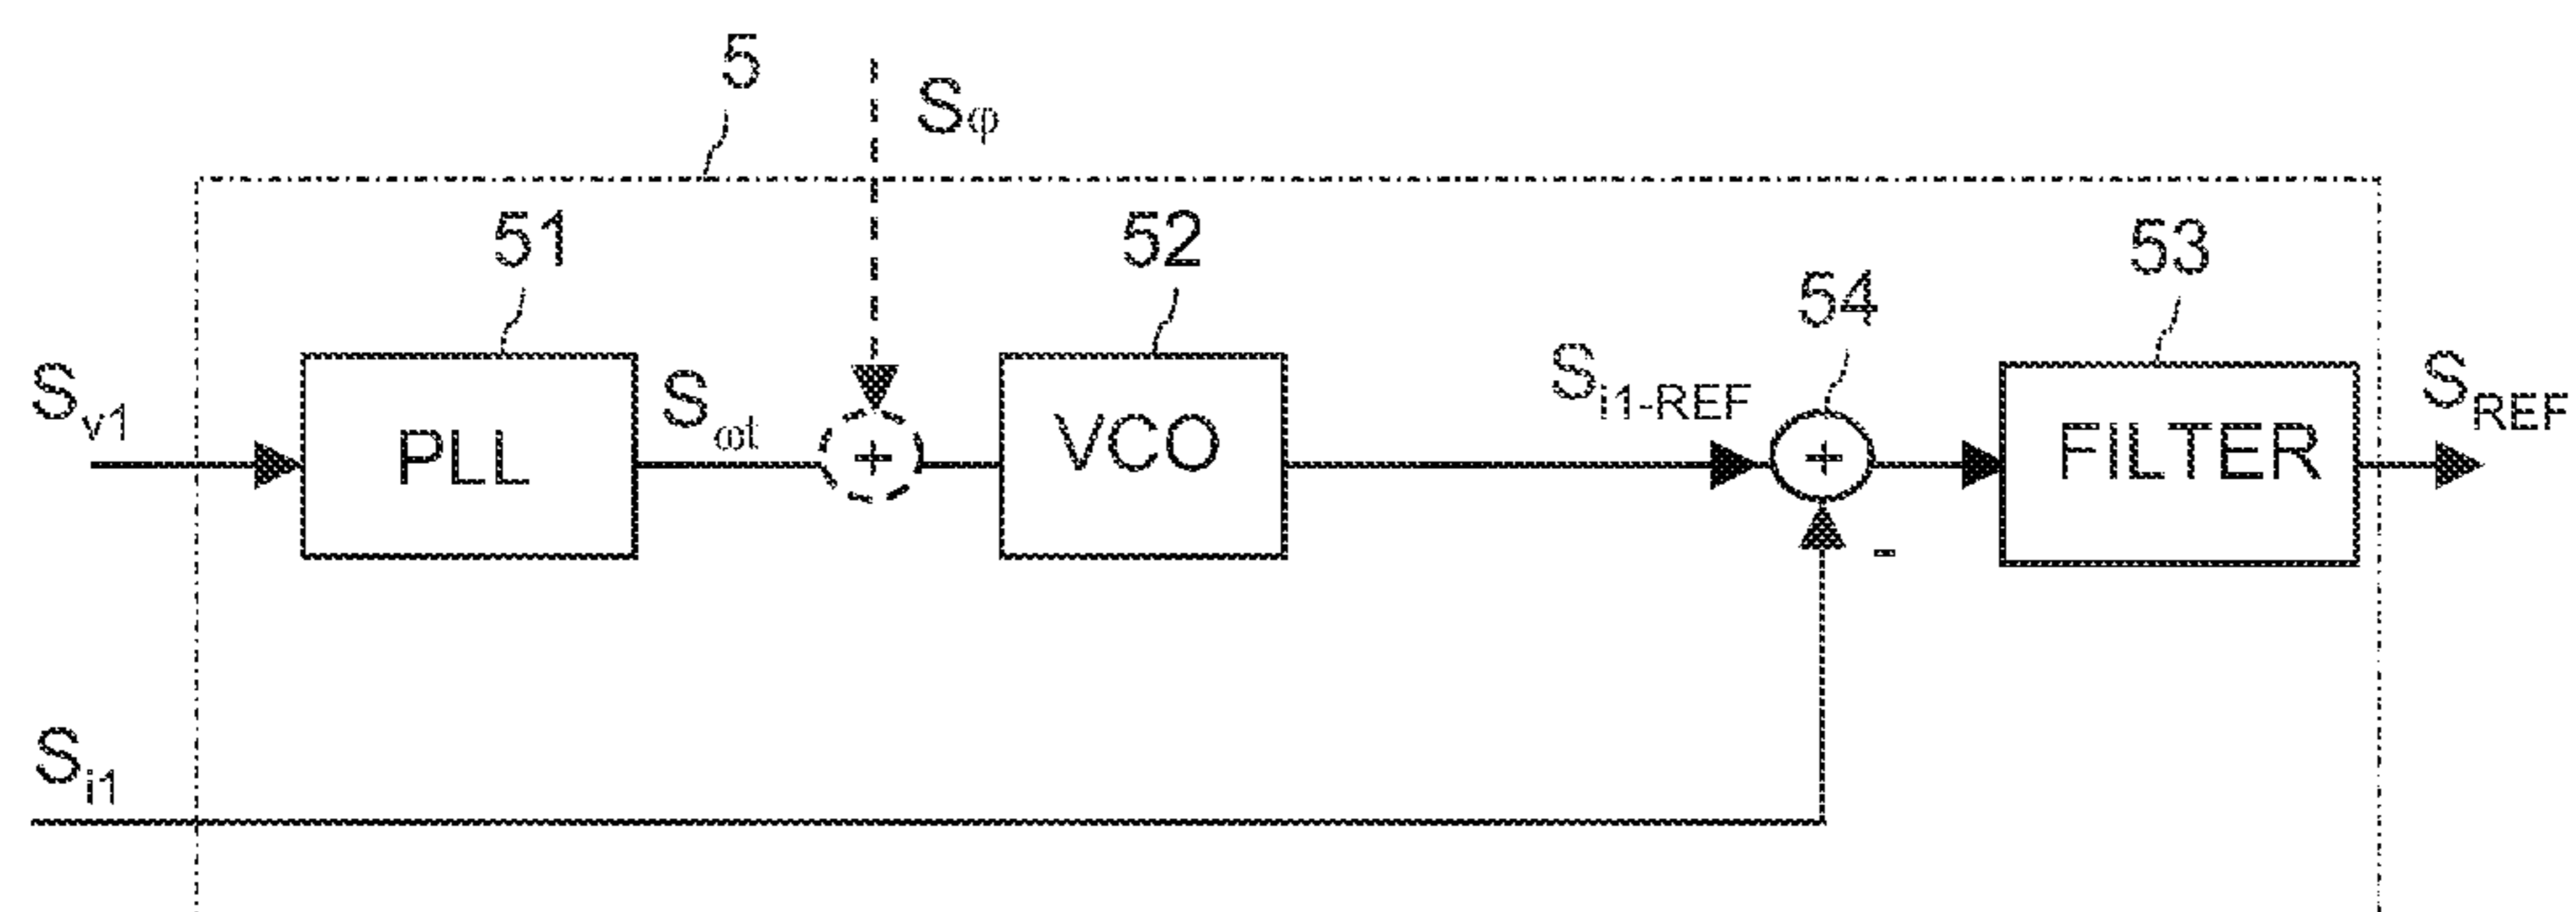 5
Sφ
51
52
53
54
Sv1
PLL
Sωt
+
VCO
Si1-REF
+
FILTER
SREF
-
Si1